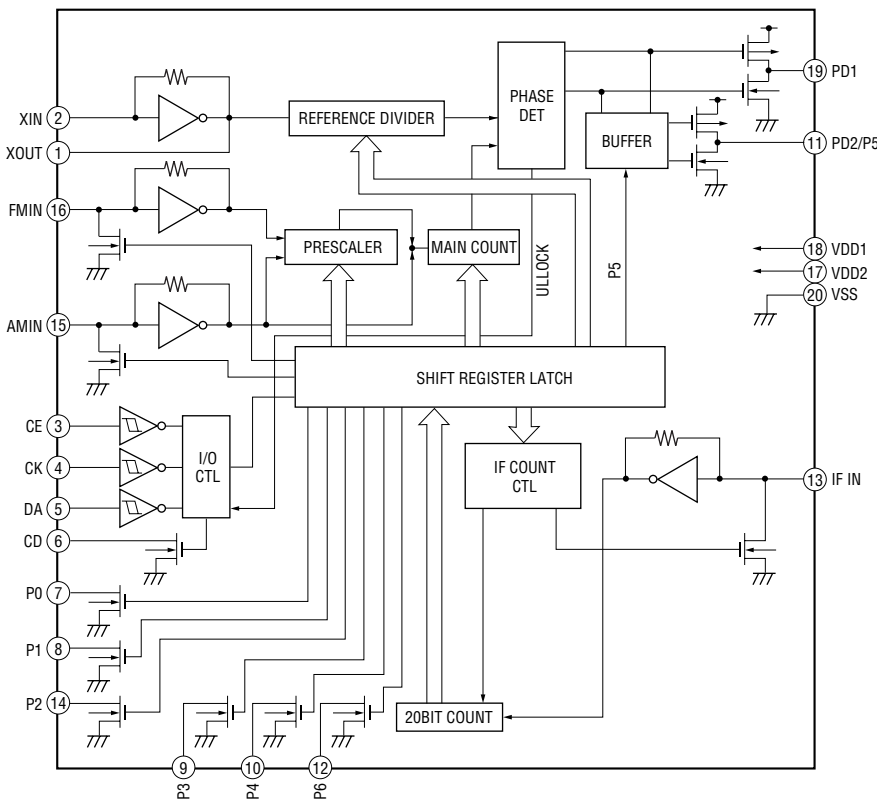 XIN 2
XOUT 1
FMIN 16
AMIN 15
CE 3
CK 4
DA 5
CD 6
P0 7
P1 8
P2 14
9 P3
10 P4
12 P6
REFERENCE DIVIDER
PHASE
DET
BUFFER
PRESCALER
MAIN COUNT
ULLOCK
P5
SHIFT REGISTER LATCH
I/O
CTL
IF COUNT
CTL
20BIT COUNT
19 PD1
11 PD2/P5
18 VDD1
17 VDD2
20 VSS
13 IF IN